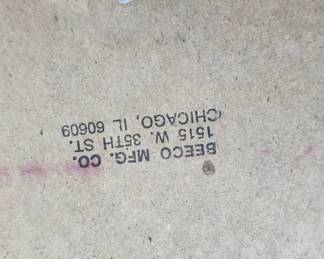 BEECO MFG. CO.
1515 W. 35TH ST.
CHICAGO, IL 60609